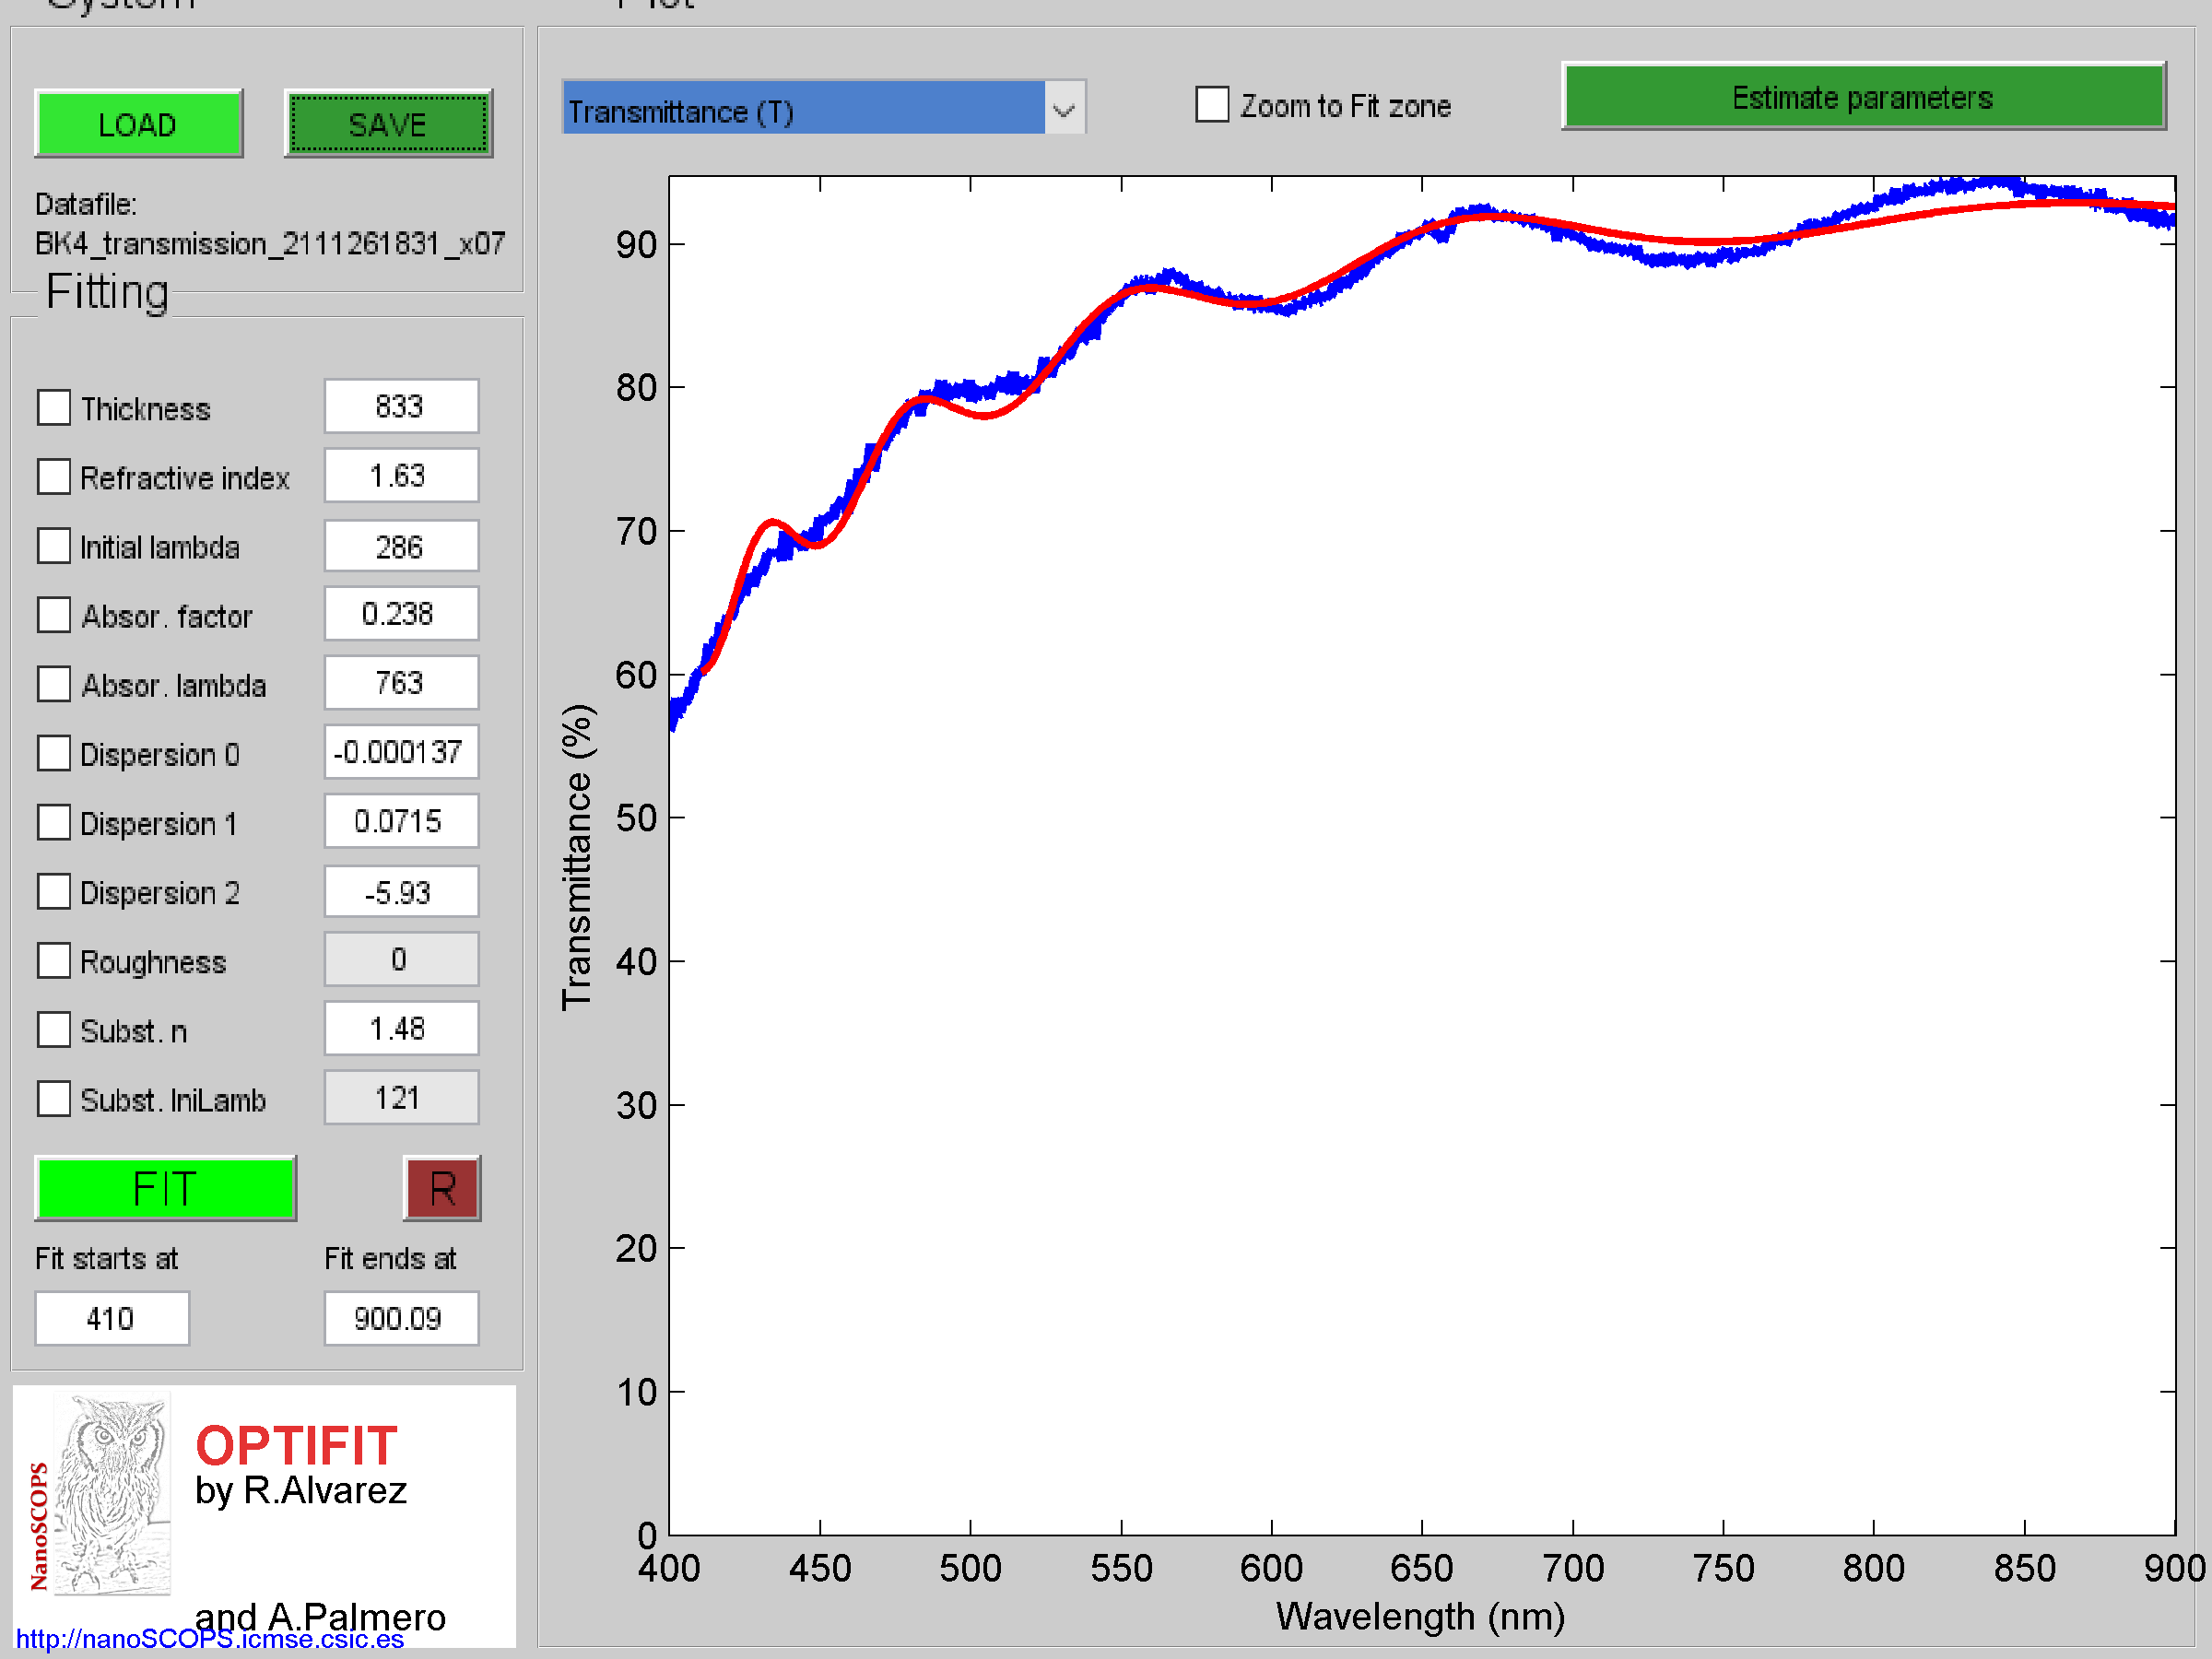 System
LOAD
SAVE
Datafile:
BK4_transmission_2111261831_x07
Fitting
Thickness 833
Refractive index 1.63
Initial lambda 286
Absor. factor 0.238
Absor. lambda 763
Dispersion 0 -0.000137
Dispersion 1 0.0715
Dispersion 2 -5.93
Roughness 0
Subst. n 1.48
Subst. IniLamb 121
FIT
R
Fit starts at
Fit ends at
410
900.09
NanoSCOPS
OPTIFIT
by R.Alvarez
and A.Palmero
http://nanoSCOPS.icmse.csic.es
Plot
Transmittance (T)
Zoom to Fit zone
Estimate parameters
Transmittance (%)
90
80
70
60
50
40
30
20
10
0
400 450 500 550 600 650 700 750 800 850 900
Wavelength (nm)